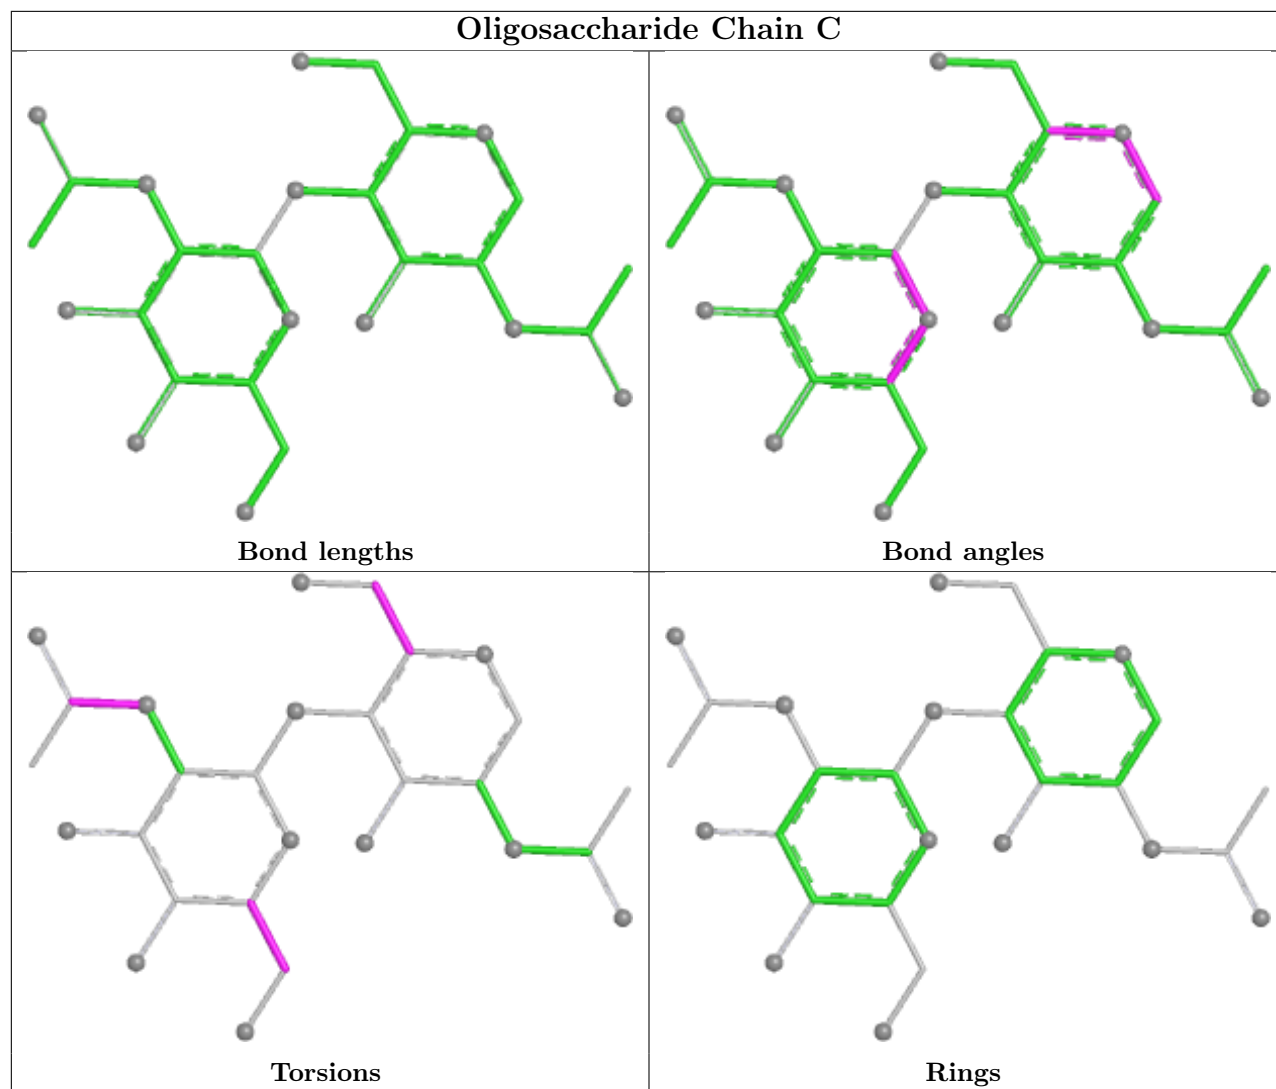 Oligosaccharide Chain C
Bond lengths
Bond angles
Torsions
Rings